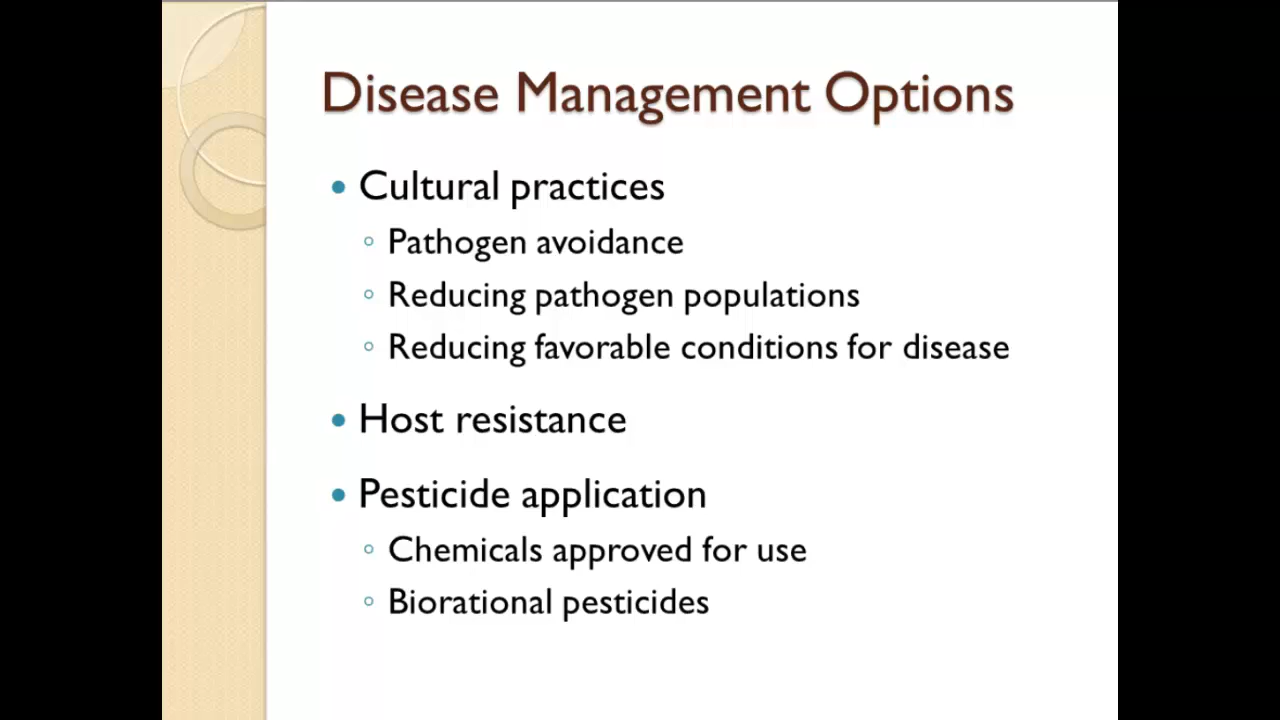 Disease Management Options
• Cultural practices
◦ Pathogen avoidance
◦ Reducing pathogen populations
◦ Reducing favorable conditions for disease
• Host resistance
• Pesticide application
◦ Chemicals approved for use
◦ Biorational pesticides